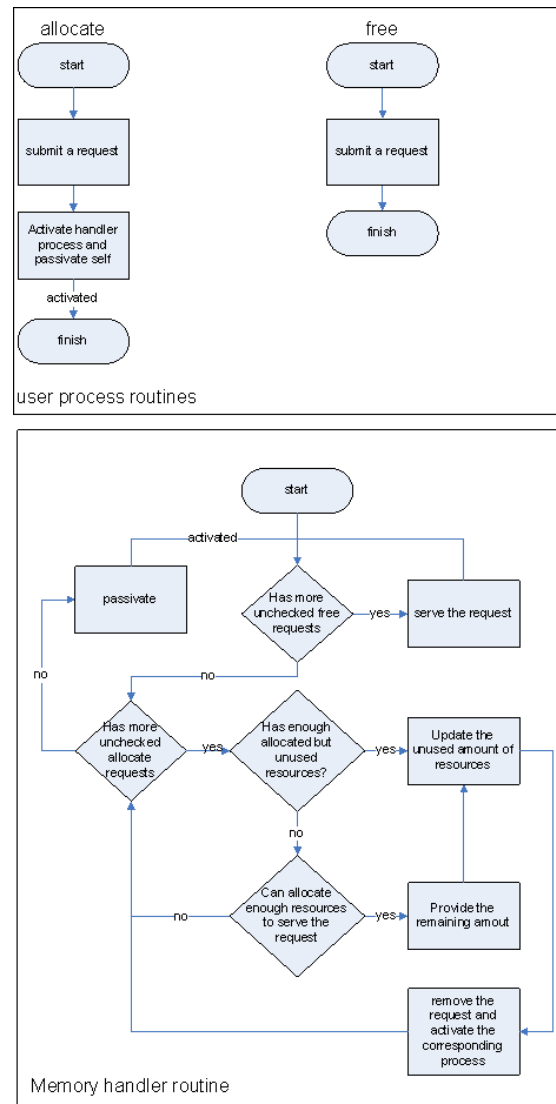 allocate
free
start
start
submit a request
submit a request
Activate handler
process and
passivate self
finish
activated
finish
user process routines
start
activated
passivate
Has more
unchecked free
requests
yes
serve the request
no
no
Has more
unchecked
allocate
requests
yes
Has enough
allocated but
unused
resources?
yes
Update the
unused amount of
resources
no
Can allocate
enough resources
to serve the
request
no
yes
Provide the
remaining amout
remove the
request and
activate the
corresponding
process
Memory handler routine